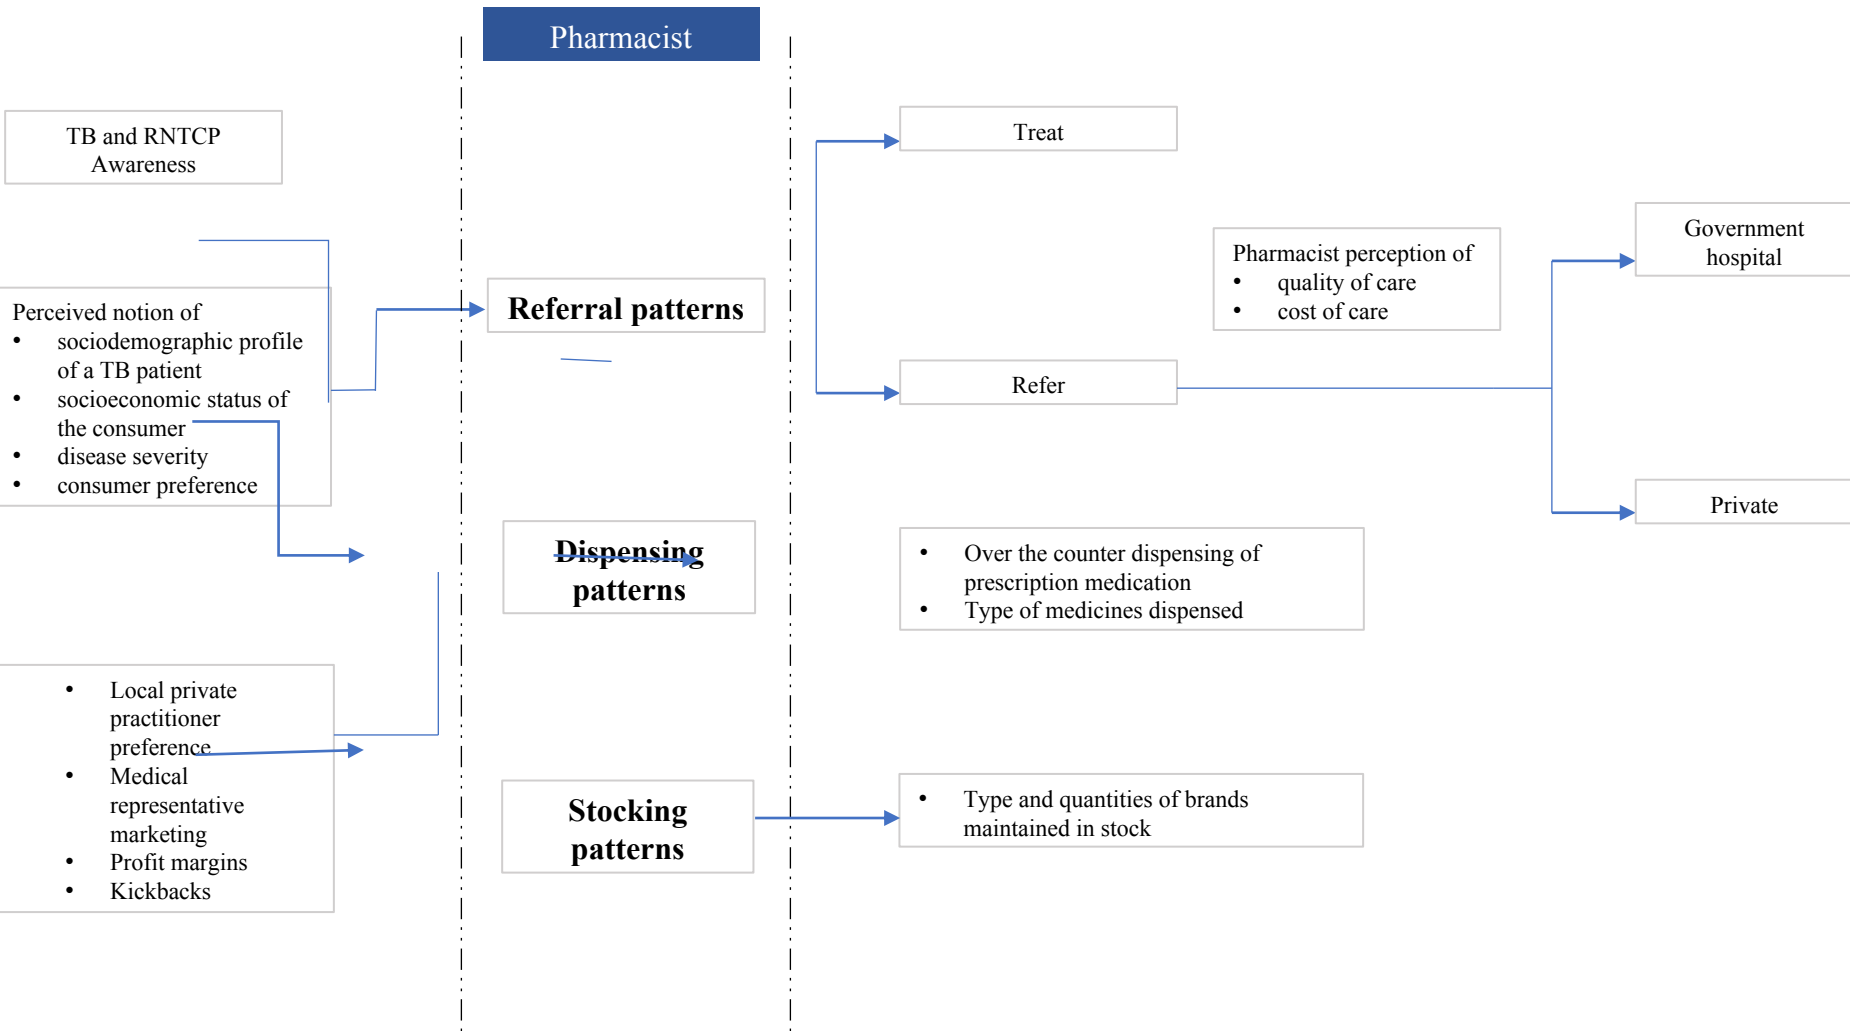 Pharmacist
TB and RNTCP
Awareness
Perceived notion of
• sociodemographic profile
of a TB patient
• socioeconomic status of
the consumer
• disease severity
• consumer preference
• Local private
practitioner
preference
• Medical
representative
marketing
• Profit margins
• Kickbacks
Referral patterns
Dispensing
patterns
Stocking
patterns
Treat
Refer
Pharmacist perception of
• quality of care
• cost of care
Government
hospital
Private
• Over the counter dispensing of
prescription medication
• Type of medicines dispensed
• Type and quantities of brands
maintained in stock